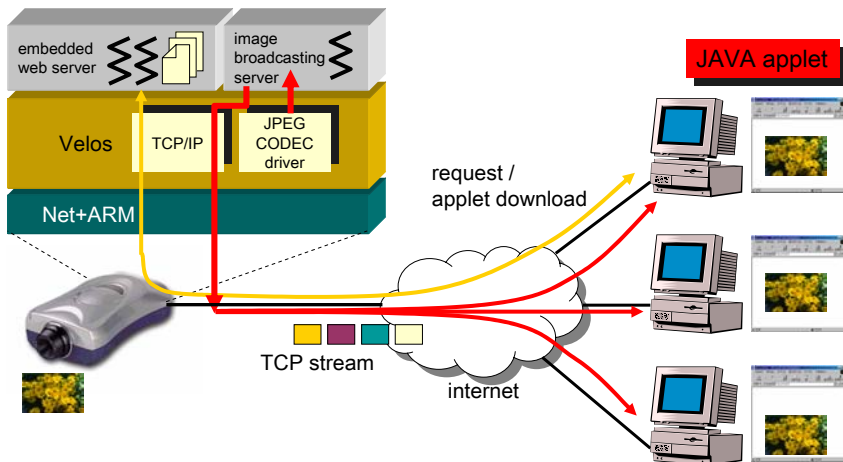 embedded
web server
image
broadcasting
server
JAVA applet
Velos
TCP/IP
JPEG
CODEC
driver
request /
applet download
Net+ARM
TCP stream
internet